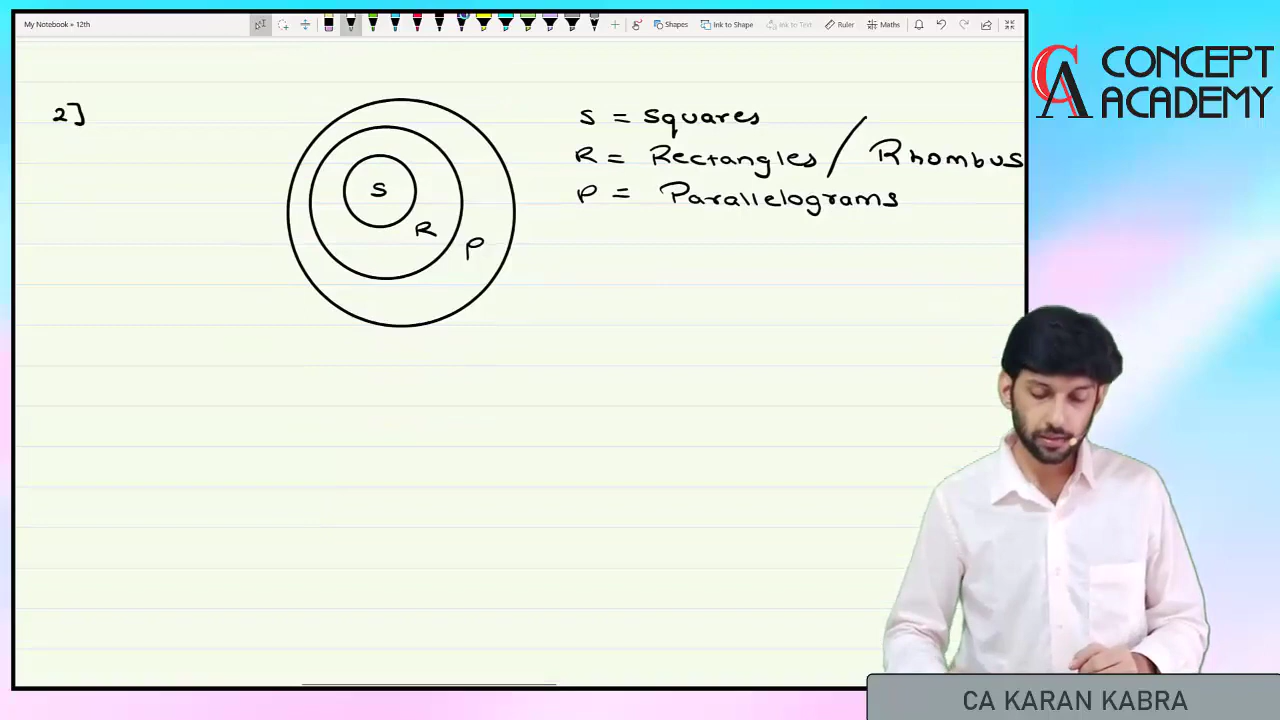 My Notebook » 12th
Shapes
Ink to Shape
Ink to Text
Ruler
Maths
CONCEPT
CA ACADEMY
2]
S = Squares
R = Rectangles / Rhombus
P = Parallelograms
S
R
P
CA KARAN KABRA